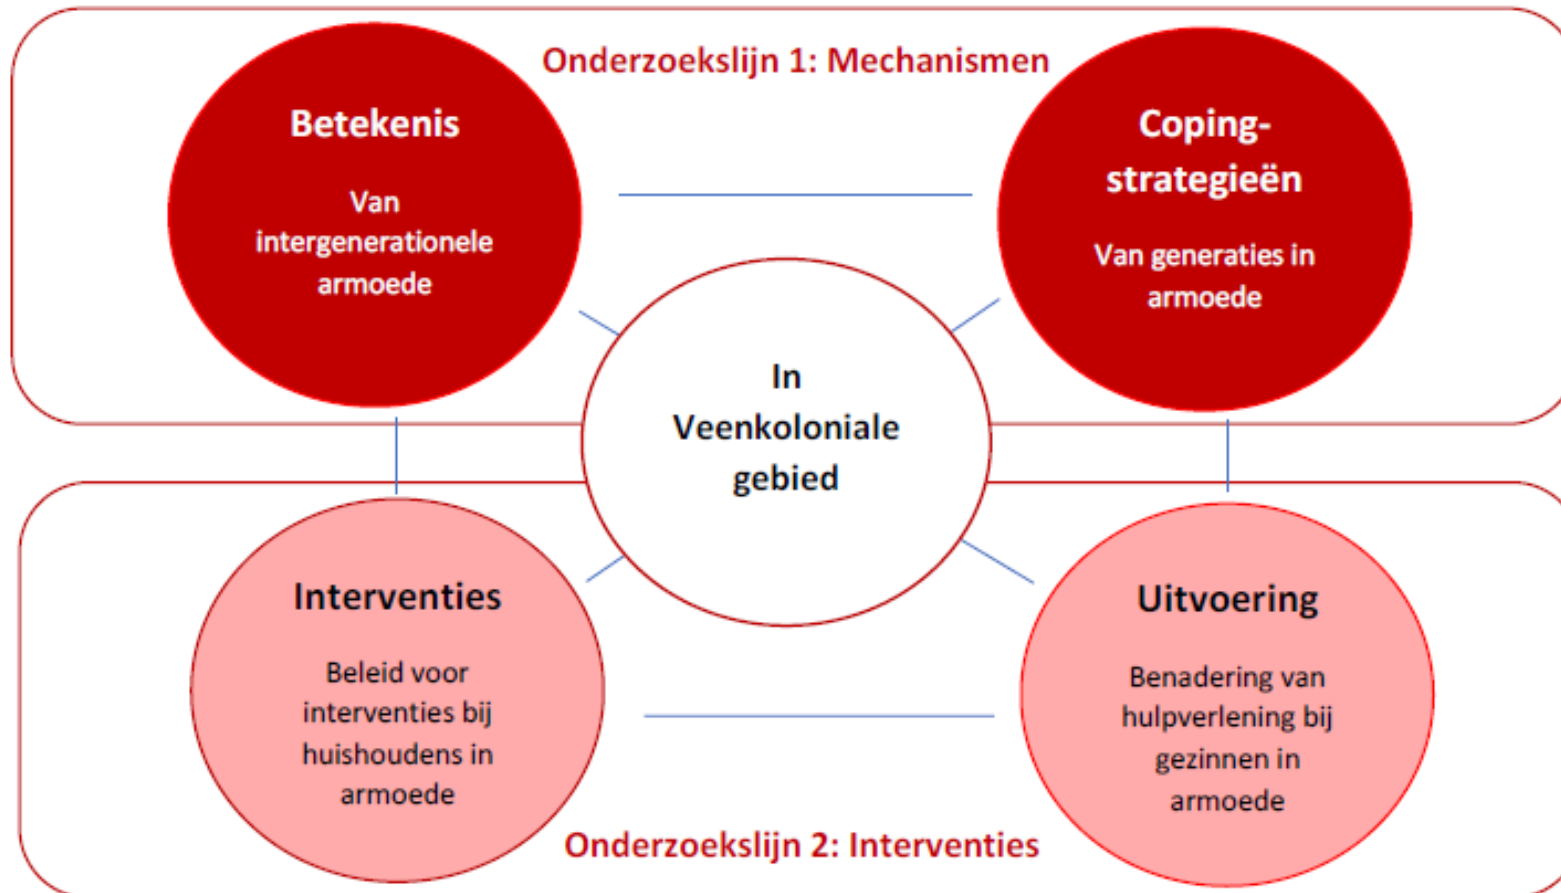 Onderzoekslijn 1: Mechanismen
Betekenis
Van
intergenerationele
armoede
Coping-
strategieën
Van generaties in
armoede
In
Veenkoloniale
gebied
Interventies
Beleid voor
interventies bij
huishoudens in
armoede
Uitvoering
Benadering van
hulpverlening bij
gezinnen in
armoede
Onderzoekslijn 2: Interventies